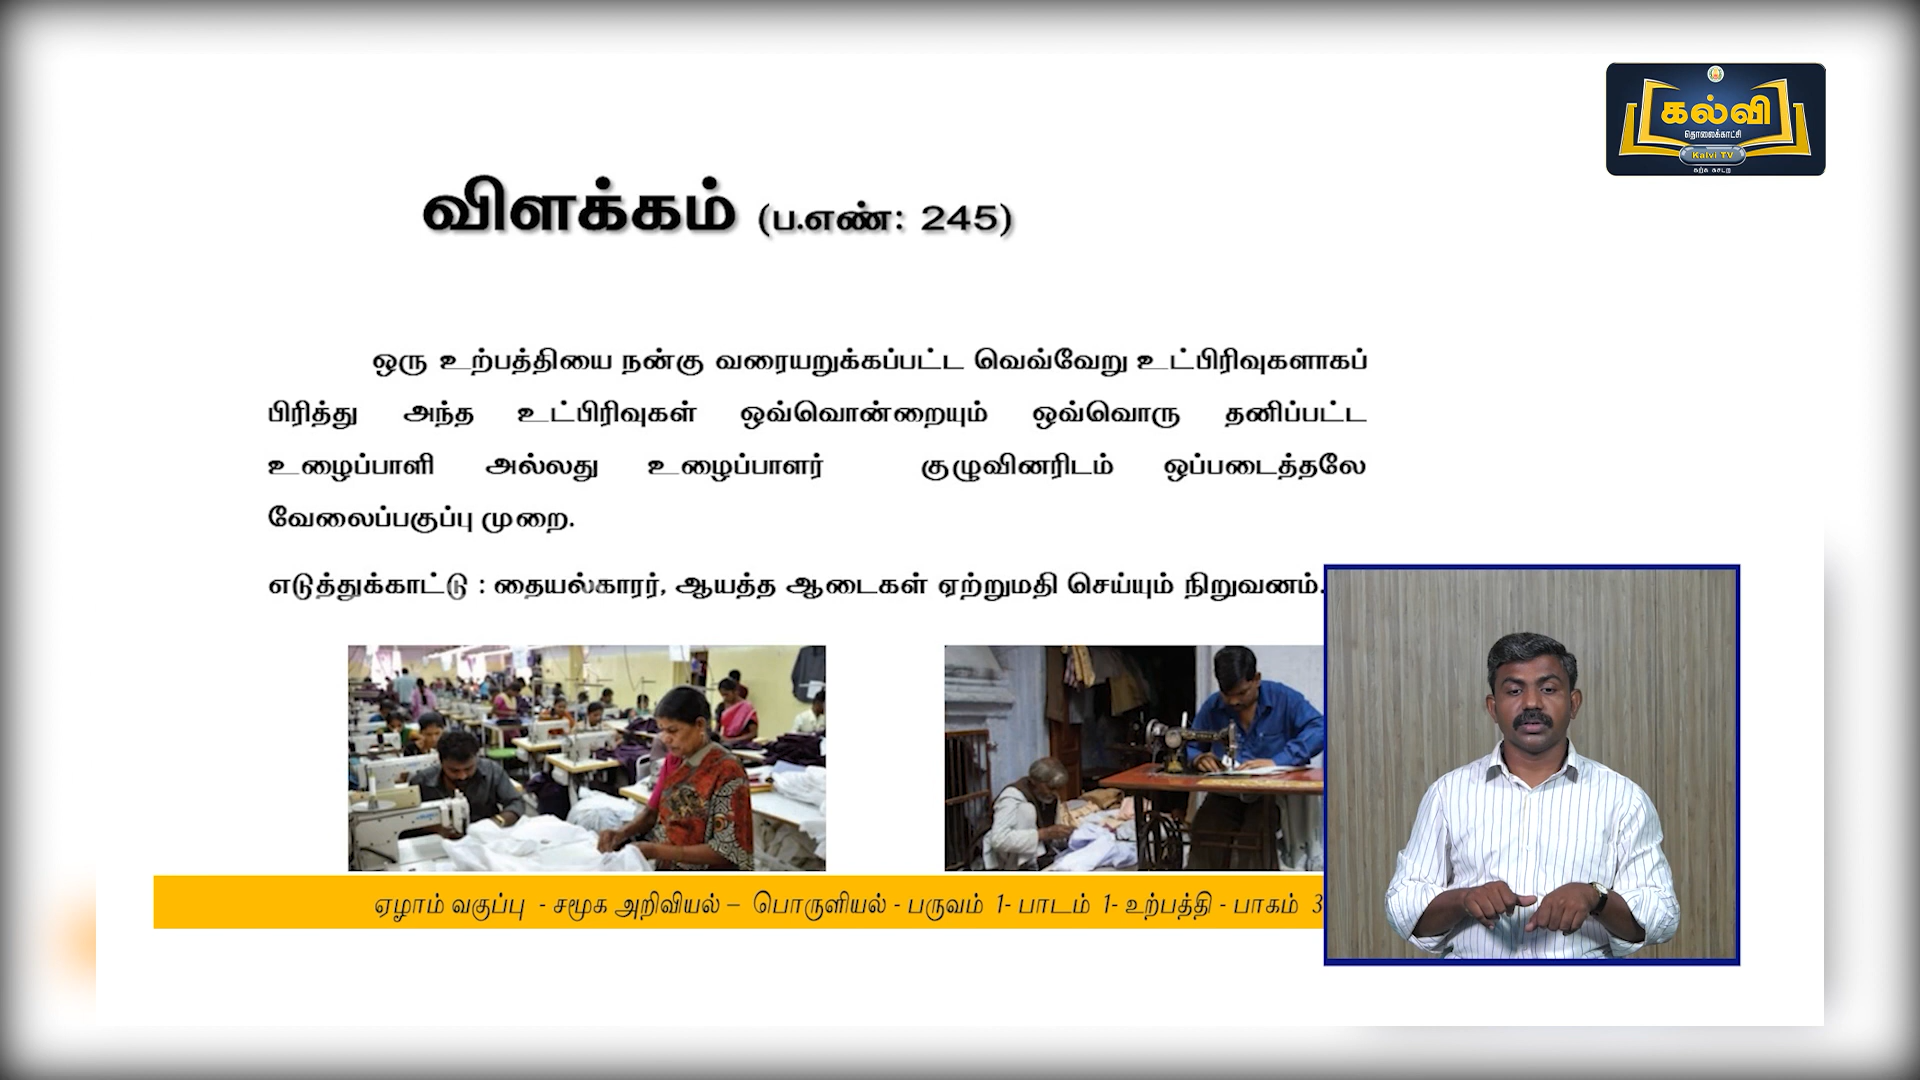 கல்வி
தொலைக்காட்சி
Kalvi TV
கற்க கசடற
விளக்கம் (ப.எண்: 245)
ஒரு உற்பத்தியை நன்கு வரையறுக்கப்பட்ட வெவ்வேறு உட்பிரிவுகளாகப்
பிரித்து அந்த உட்பிரிவுகள் ஒவ்வொன்றையும் ஒவ்வொரு தனிப்பட்ட
உழைப்பாளி அல்லது உழைப்பாளர் குழுவினரிடம் ஒப்படைத்தலே
வேலைப்பகுப்பு முறை.
எடுத்துக்காட்டு : தையல்காரர், ஆயத்த ஆடைகள் ஏற்றுமதி செய்யும் நிறுவனம்.
ஏழாம் வகுப்பு - சமூக அறிவியல் – பொருளியல் - பருவம் 1- பாடம் 1- உற்பத்தி - பாகம் 3